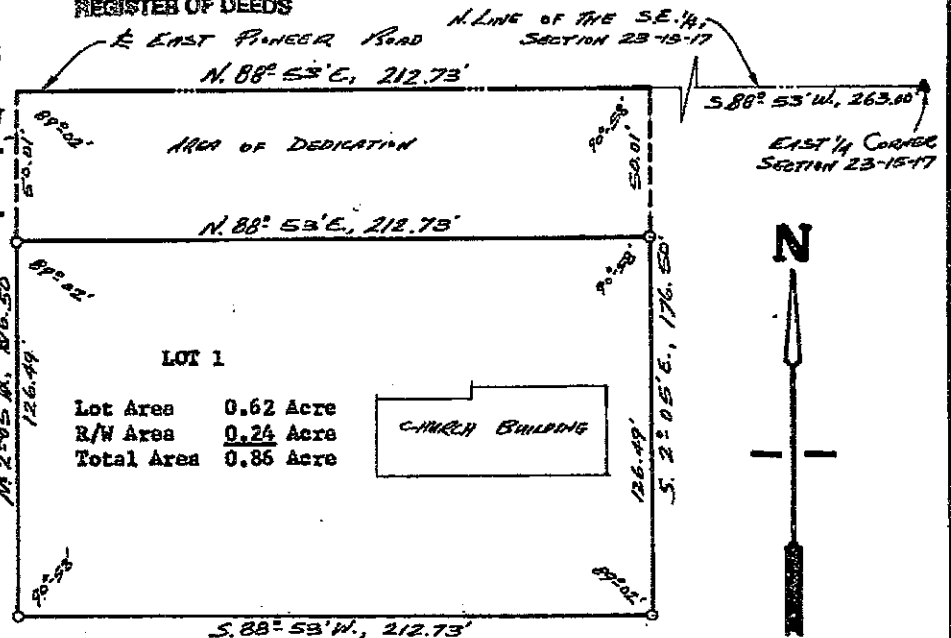 REGISTER OF DEEDS
N. LINE OF THE S.E. 1/4,
SECTION 23-15-17
℄ EAST PIONEER ROAD
N. 88° 53' E., 212.73'
S. 88° 53' W., 263.00'
EAST 1/4 CORNER
SECTION 23-15-17
89°-02'
AREA OF DEDICATION
90°-58'
50.01'
50.01'
N. 88° 53' E., 212.73'
89°-02'
90°-58'
N
N. 2°-05' W., 176.50
126.49'
LOT 1
Lot Area 0.62 Acre
R/W Area 0.24 Acre
Total Area 0.86 Acre
CHURCH BUILDING
126.49'
S. 2° 05' E., 176.50'
90°-53'
89°-02'
S. 88° 53' W., 212.73'